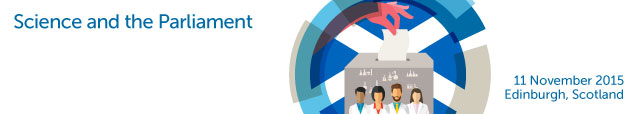 Science and the Parliament
11 November 2015
Edinburgh, Scotland